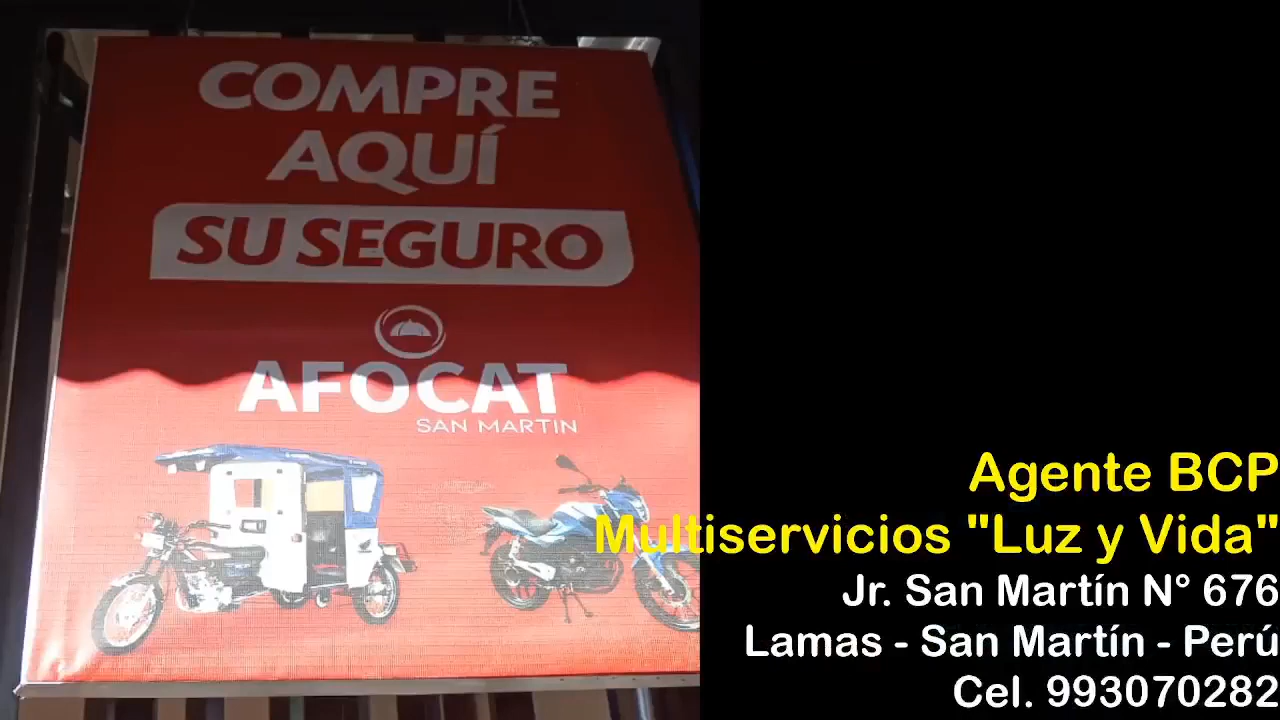 COMPRE
AQUÍ
SU SEGURO
AFOCAT
SAN MARTIN
Agente BCP
Multiservicios "Luz y Vida"
Jr. San Martín N° 676
Lamas - San Martín - Perú
Cel. 993070282